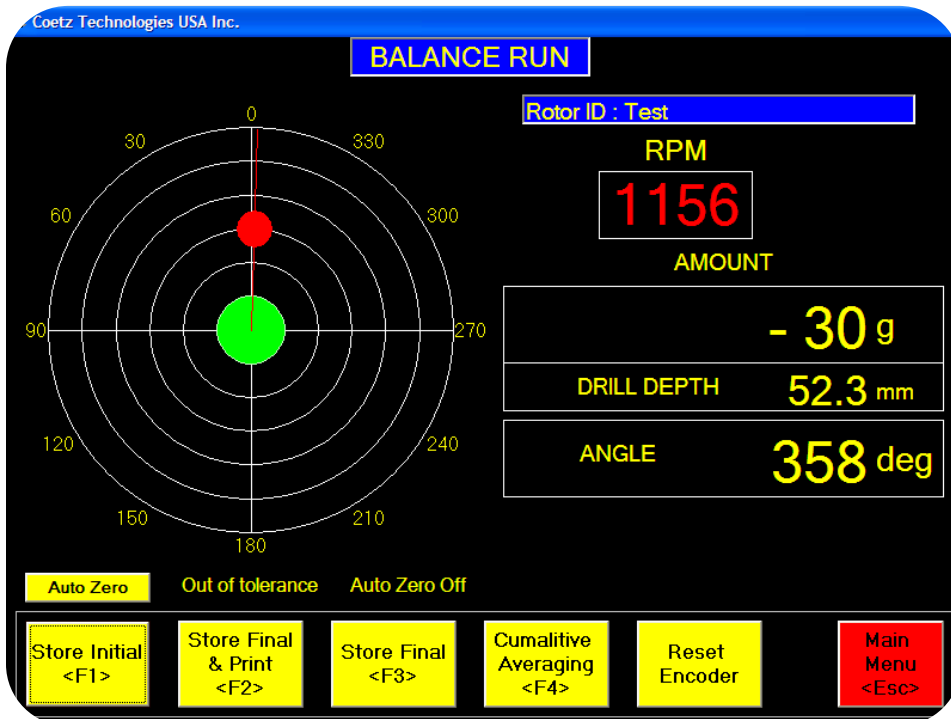 Coetz Technologies USA Inc.
BALANCE RUN
Rotor ID : Test
RPM
1156
AMOUNT
- 30 g
DRILL DEPTH 52.3 mm
ANGLE 358 deg
0
30 330
60 300
90 270
120 240
150 210
180
Auto Zero Out of tolerance Auto Zero Off
Store Initial
<F1>
Store Final
& Print
<F2>
Store Final
<F3>
Cumalitive
Averaging
<F4>
Reset
Encoder
Main
Menu
<Esc>